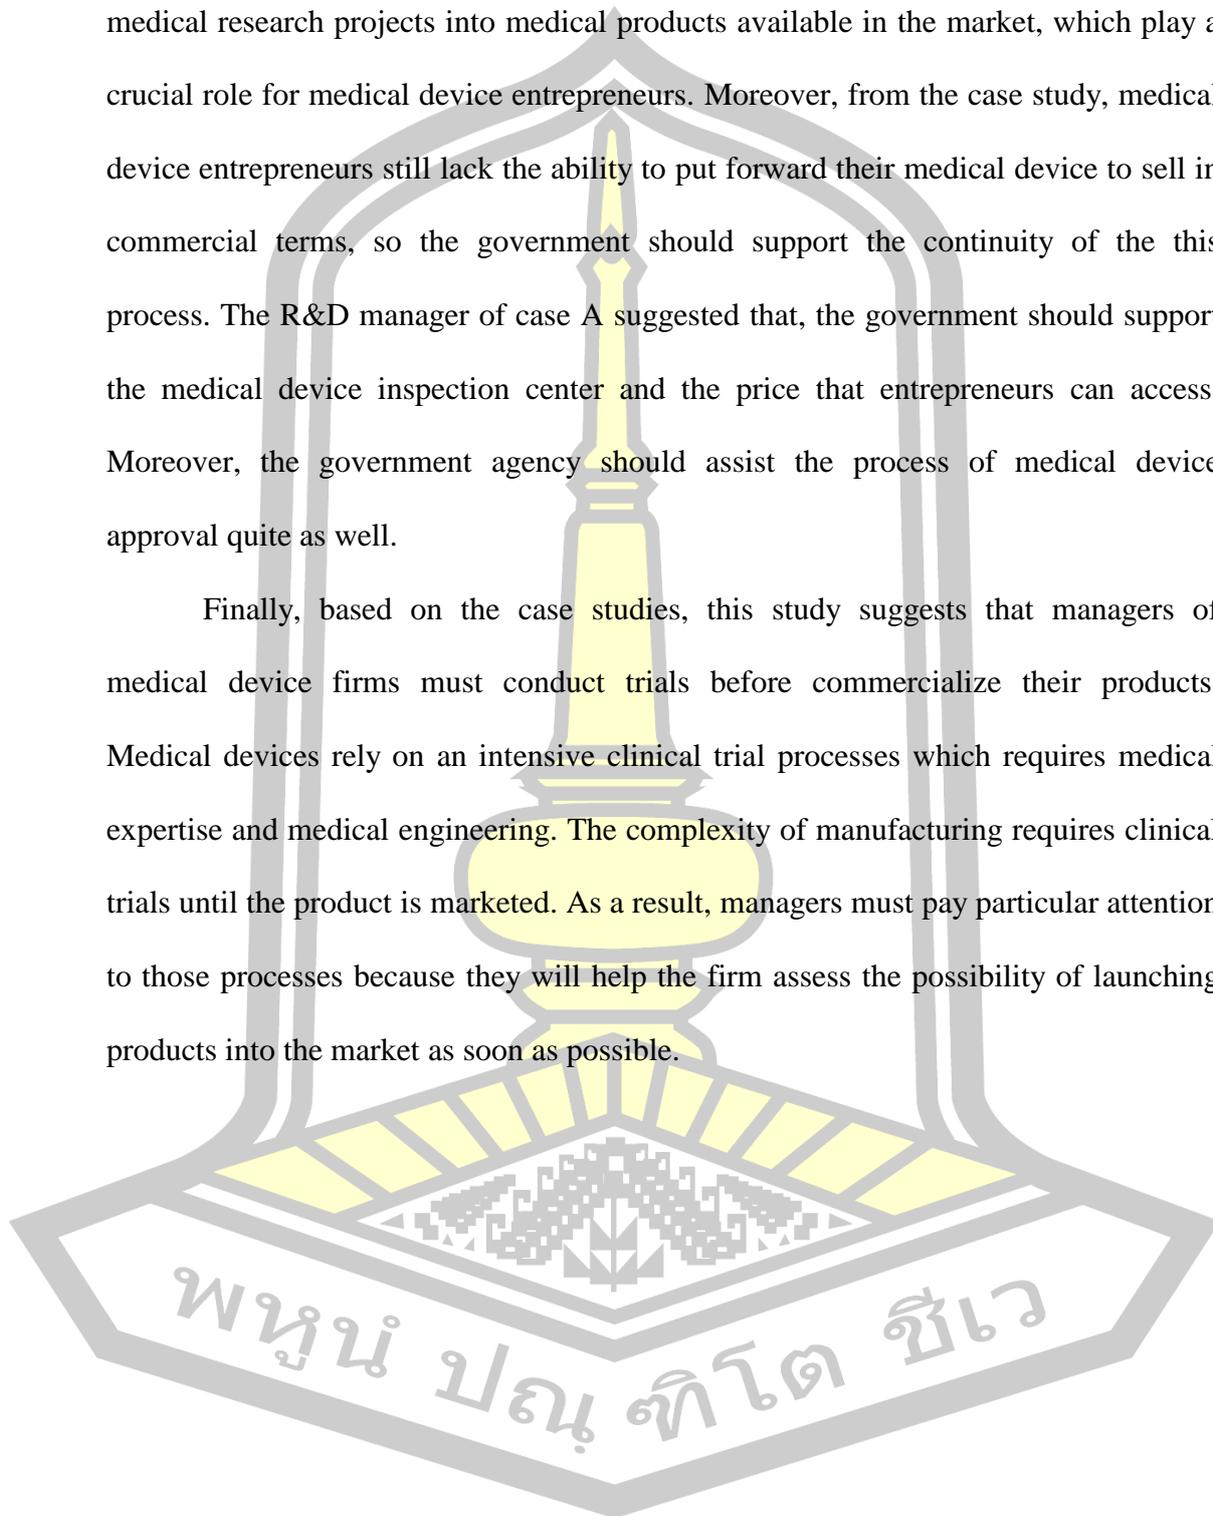 medical research projects into medical products available in the market, which play a
crucial role for medical device entrepreneurs. Moreover, from the case study, medical
device entrepreneurs still lack the ability to put forward their medical device to sell in
commercial terms, so the government should support the continuity of the this
process. The R&D manager of case A suggested that, the government should support
the medical device inspection center and the price that entrepreneurs can access.
Moreover, the government agency should assist the process of medical device
approval quite as well.
Finally, based on the case studies, this study suggests that managers of
medical device firms must conduct trials before commercialize their products.
Medical devices rely on an intensive clinical trial processes which requires medical
expertise and medical engineering. The complexity of manufacturing requires clinical
trials until the product is marketed. As a result, managers must pay particular attention
to those processes because they will help the firm assess the possibility of launching
products into the market as soon as possible.
พหูนํ ปณฺฑิโต ชีเว